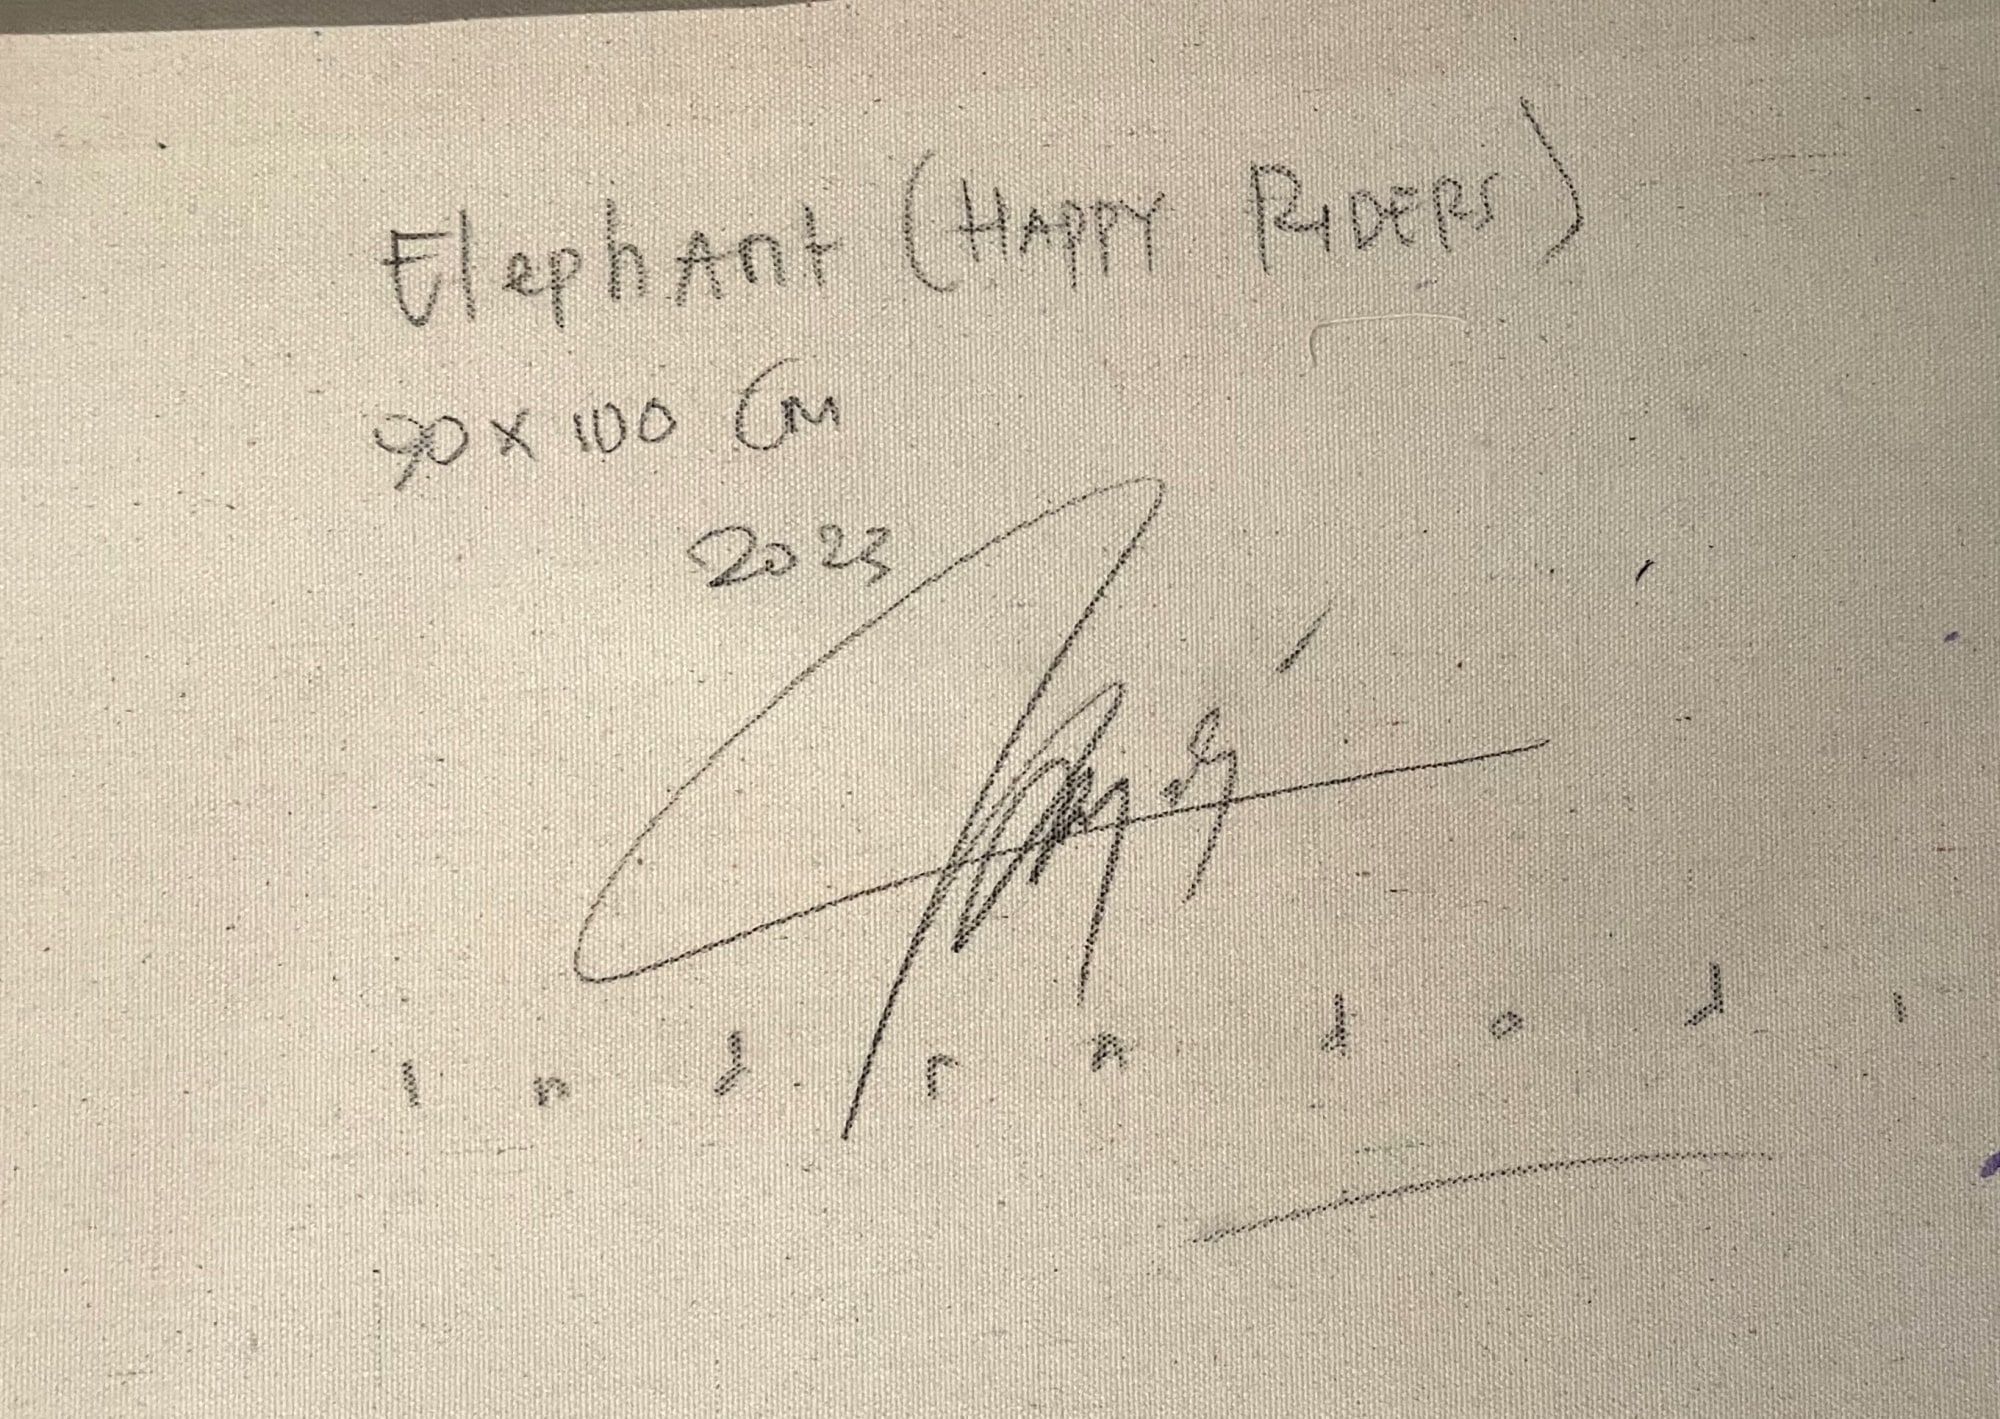 ElephAnt (HAPPY RIDERS)
90 x 100 CM
2023
I n d r A d o d i